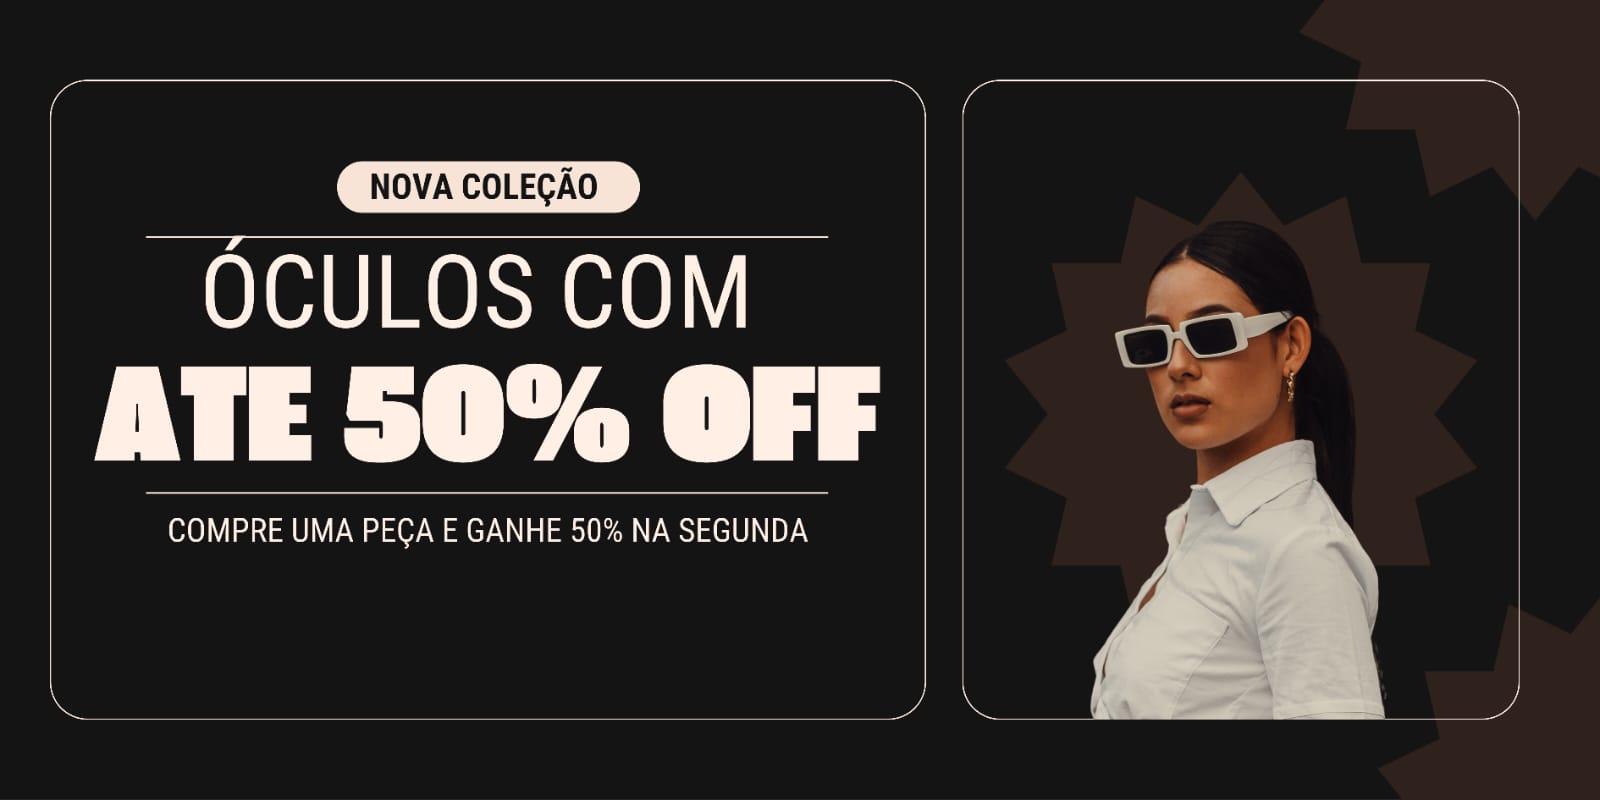 NOVA COLEÇÃO
ÓCULOS COM
ATE 50% OFF
COMPRE UMA PEÇA E GANHE 50% NA SEGUNDA